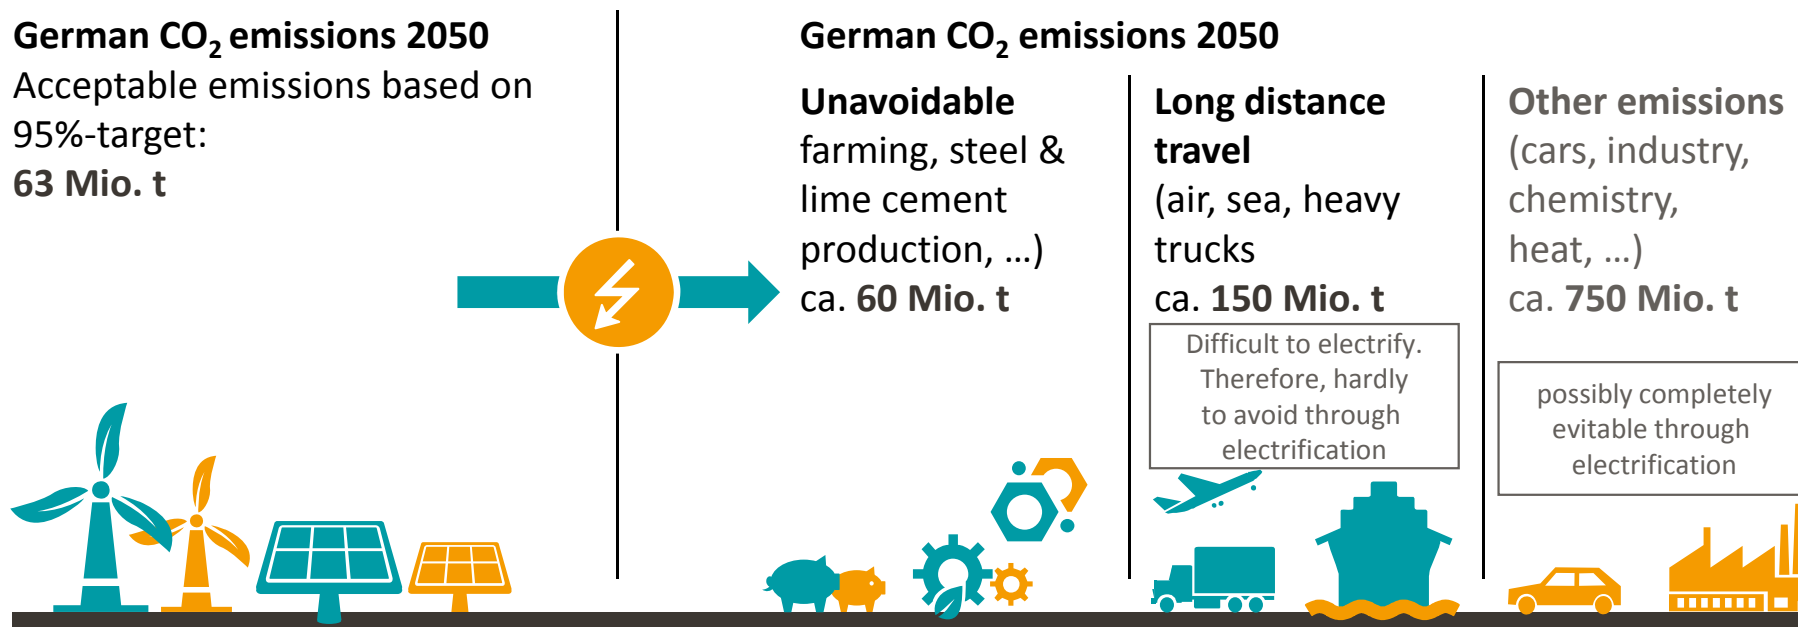 German CO₂ emissions 2050
Acceptable emissions based on
95%-target:
63 Mio. t
German CO₂ emissions 2050
Unavoidable
farming, steel &
lime cement
production, ...)
ca. 60 Mio. t
Long distance
travel
(air, sea, heavy
trucks
ca. 150 Mio. t
Difficult to electrify.
Therefore, hardly
to avoid through
electrification
Other emissions
(cars, industry,
chemistry,
heat, ...)
ca. 750 Mio. t
possibly completely
evitable through
electrification